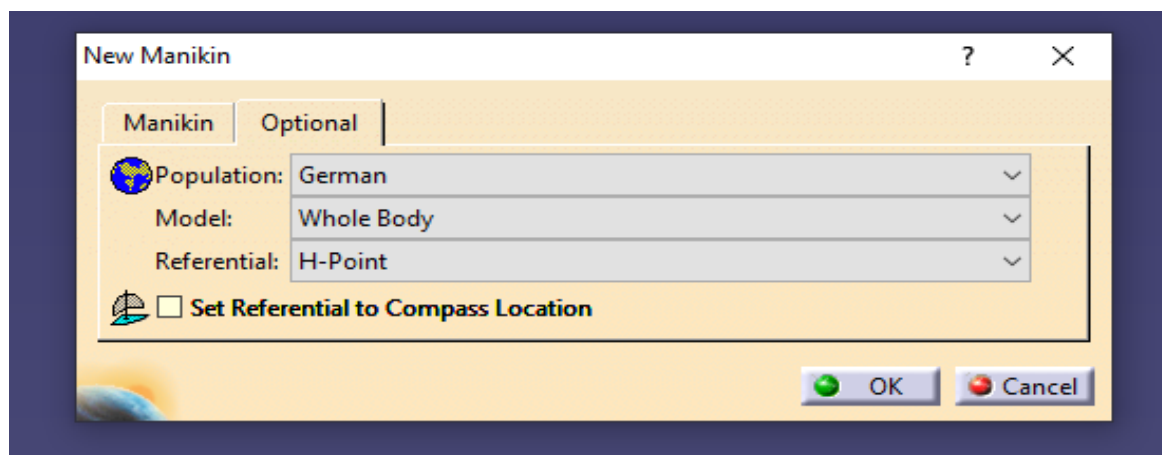 New Manikin ?
Manikin Optional
Population: German
Model: Whole Body
Referential: H-Point
Set Referential to Compass Location
OK Cancel